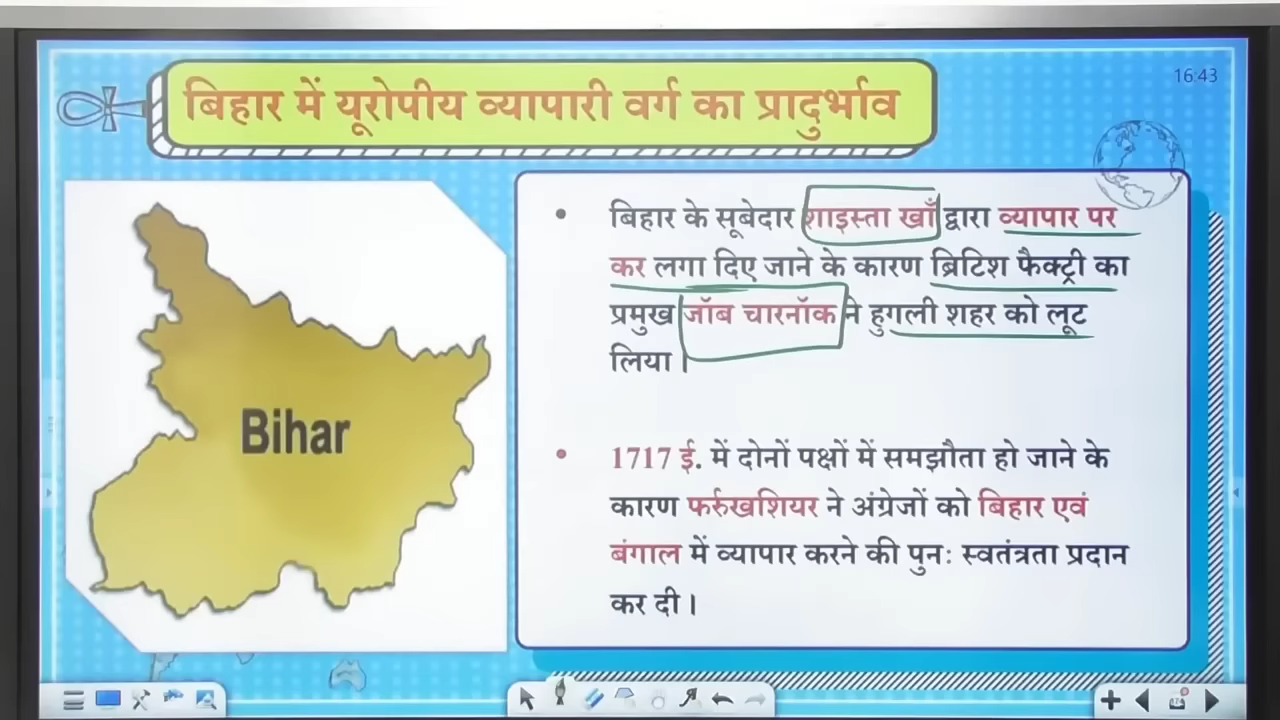 16:43
बिहार में यूरोपीय व्यापारी वर्ग का प्रादुर्भाव
Bihar
• बिहार के सूबेदार शाइस्ता खाँ द्वारा व्यापार पर
कर लगा दिए जाने के कारण ब्रिटिश फैक्ट्री का
प्रमुख जॉब चारनॉक ने हुगली शहर को लूट
लिया।
• 1717 ई. में दोनों पक्षों में समझौता हो जाने के
कारण फर्रुखशियर ने अंग्रेजों को बिहार एवं
बंगाल में व्यापार करने की पुनः स्वतंत्रता प्रदान
कर दी।